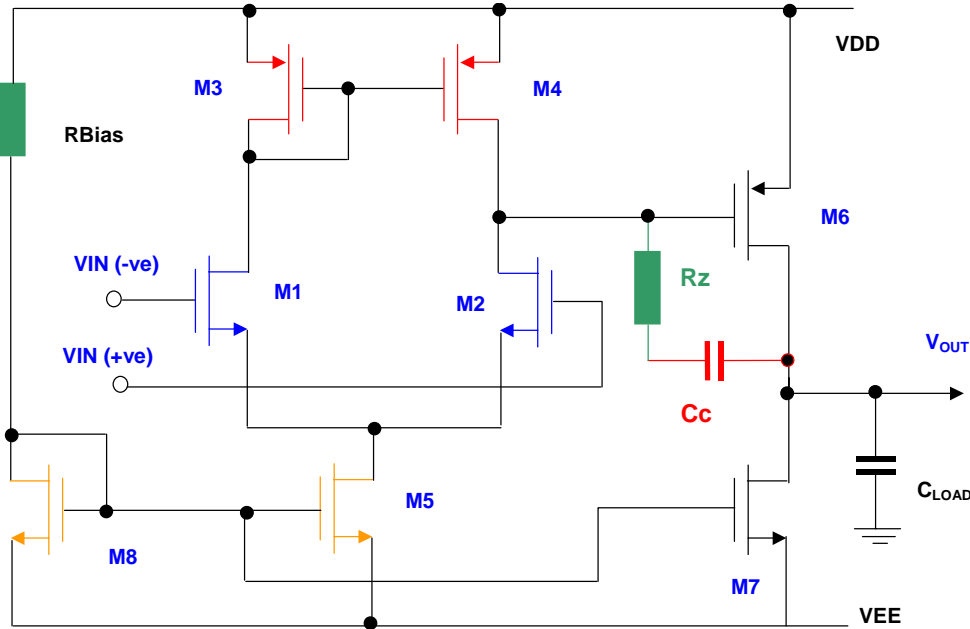 VDD
M3
M4
RBias
M6
VIN (-ve)
M1
M2
Rz
VIN (+ve)
VOUT
Cc
M5
CLOAD
M8
M7
VEE